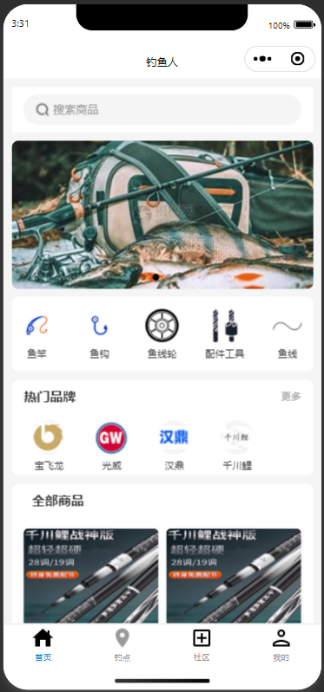 3:31
100%
钓鱼人
搜索商品
鱼竿
鱼钩
鱼线轮
配件工具
鱼线
热门品牌
更多
GW
汉鼎
千川鲤
宝飞龙
光威
汉鼎
千川鲤
全部商品
千川鲤战神版
千川鲤战神版
超轻超硬
超轻超硬
28调/19调
28调/19调
首页
钓点
社区
我的